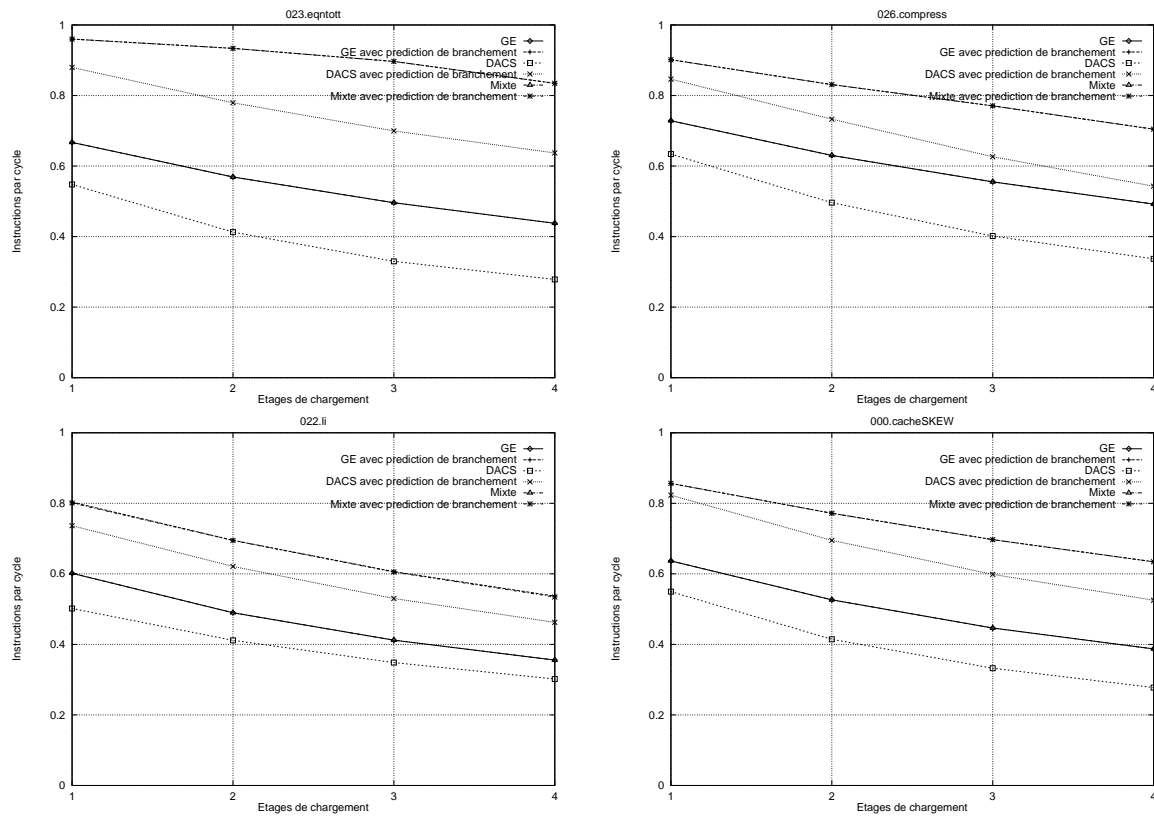 023.eqntott
1
0.8
0.6
0.4
0.2
0
Instructions par cycle
GE
GE avec prediction de branchement
DACS
DACS avec prediction de branchement
Mixte
Mixte avec prediction de branchement
1 2 3 4
Etages de chargement
026.compress
1
0.8
0.6
0.4
0.2
0
Instructions par cycle
GE
GE avec prediction de branchement
DACS
DACS avec prediction de branchement
Mixte
Mixte avec prediction de branchement
1 2 3 4
Etages de chargement
022.li
1
0.8
0.6
0.4
0.2
0
Instructions par cycle
GE
GE avec prediction de branchement
DACS
DACS avec prediction de branchement
Mixte
Mixte avec prediction de branchement
1 2 3 4
Etages de chargement
000.cacheSKEW
1
0.8
0.6
0.4
0.2
0
Instructions par cycle
GE
GE avec prediction de branchement
DACS
DACS avec prediction de branchement
Mixte
Mixte avec prediction de branchement
1 2 3 4
Etages de chargement